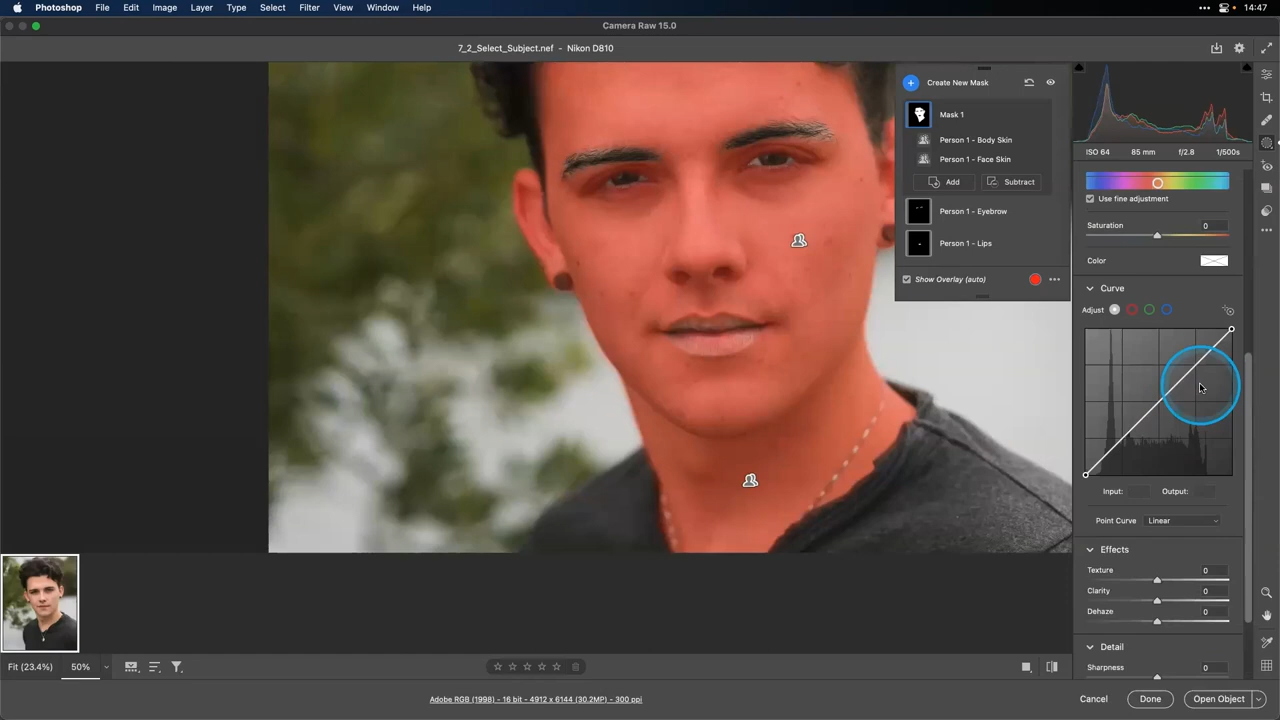 Photoshop File Edit Image Layer Type Select Filter View Window Help 14:47
Camera Raw 15.0
7_2_Select_Subject.nef - Nikon D810
Create New Mask
Mask 1
Person 1 - Body Skin
Person 1 - Face Skin
Add Subtract
Person 1 - Eyebrow
Person 1 - Lips
Show Overlay (auto)
ISO 64 85 mm f/2.8 1/500s
Use fine adjustment
Saturation 0
Color
Curve
Adjust
Input: Output:
Point Curve Linear
Effects
Texture 0
Clarity 0
Dehaze 0
Detail
Sharpness 0
Fit (23.4%) 50%
Adobe RGB (1998) - 16 bit - 4912 x 6144 (30.2MP) - 300 ppi
Cancel Done Open Object